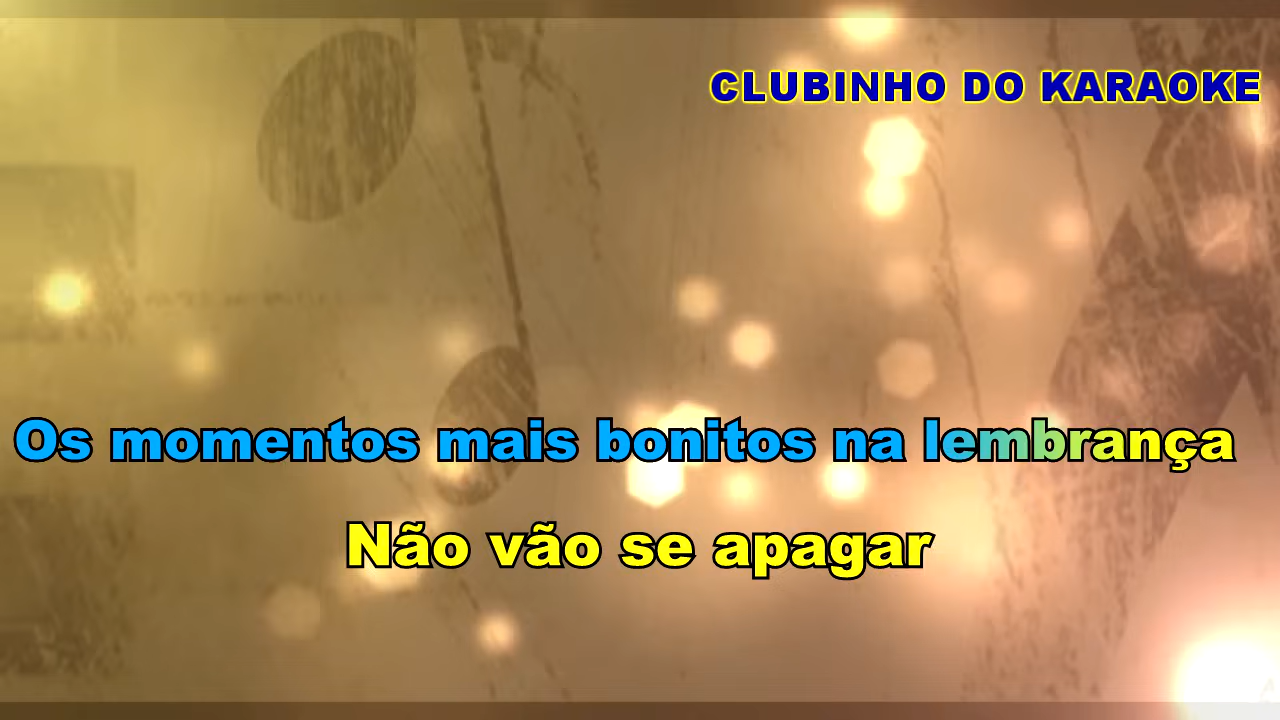 CLUBINHO DO KARAOKE
Os momentos mais bonitos na lembrança
Não vão se apagar